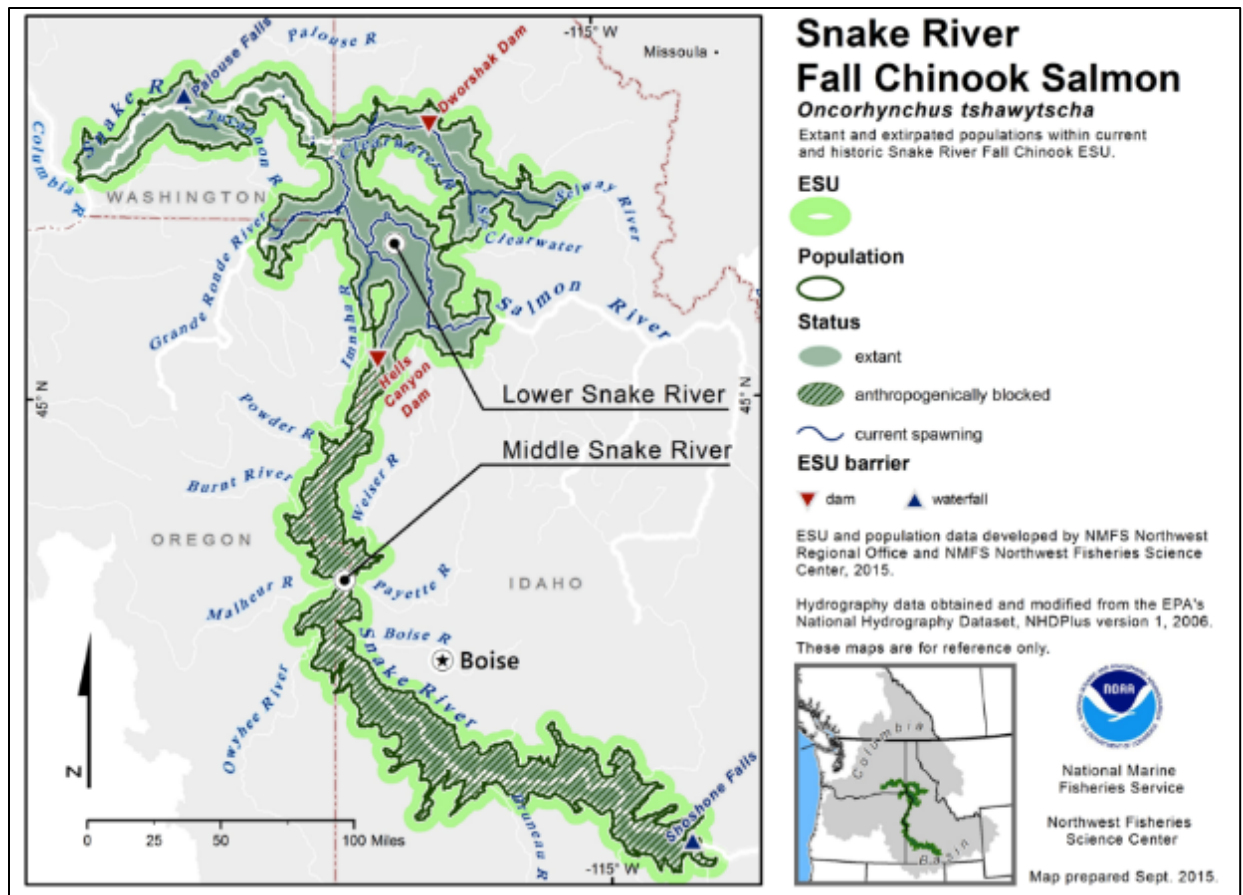 Snake River
Fall Chinook Salmon
Oncorhynchus tshawytscha
Extant and extirpated populations within current
and historic Snake River Fall Chinook ESU.
ESU
Population
Status
extant
anthropogenically blocked
current spawning
ESU barrier
dam
waterfall
ESU and population data developed by NMFS Northwest
Regional Office and NMFS Northwest Fisheries Science
Center, 2015.
Hydrography data obtained and modified from the EPA's
National Hydrography Dataset, NHDPlus version 1, 2006.
These maps are for reference only.
Columbia
Basin
NOAA
National Marine
Fisheries Service
Northwest Fisheries
Science Center
Map prepared Sept. 2015.
-115° W
Missoula
Palouse R
Palouse Falls
Dworshak Dam
Snake R
Tucannon R
Columbia R
Clearwater R
WASHINGTON
Selway
River
S F
Clearwater
Grande Ronde River
Imnaha R
Salmon River
Hells
Canyon
Dam
45° N
45° N
Lower Snake River
Powder R
Middle Snake River
Burnt River
Weiser R
OREGON
IDAHO
Malheur R
Payette R
Boise R
Boise
Snake River
Owyhee River
Bruneau R
Shoshone Falls
N
0
50
100 Miles
-115° W